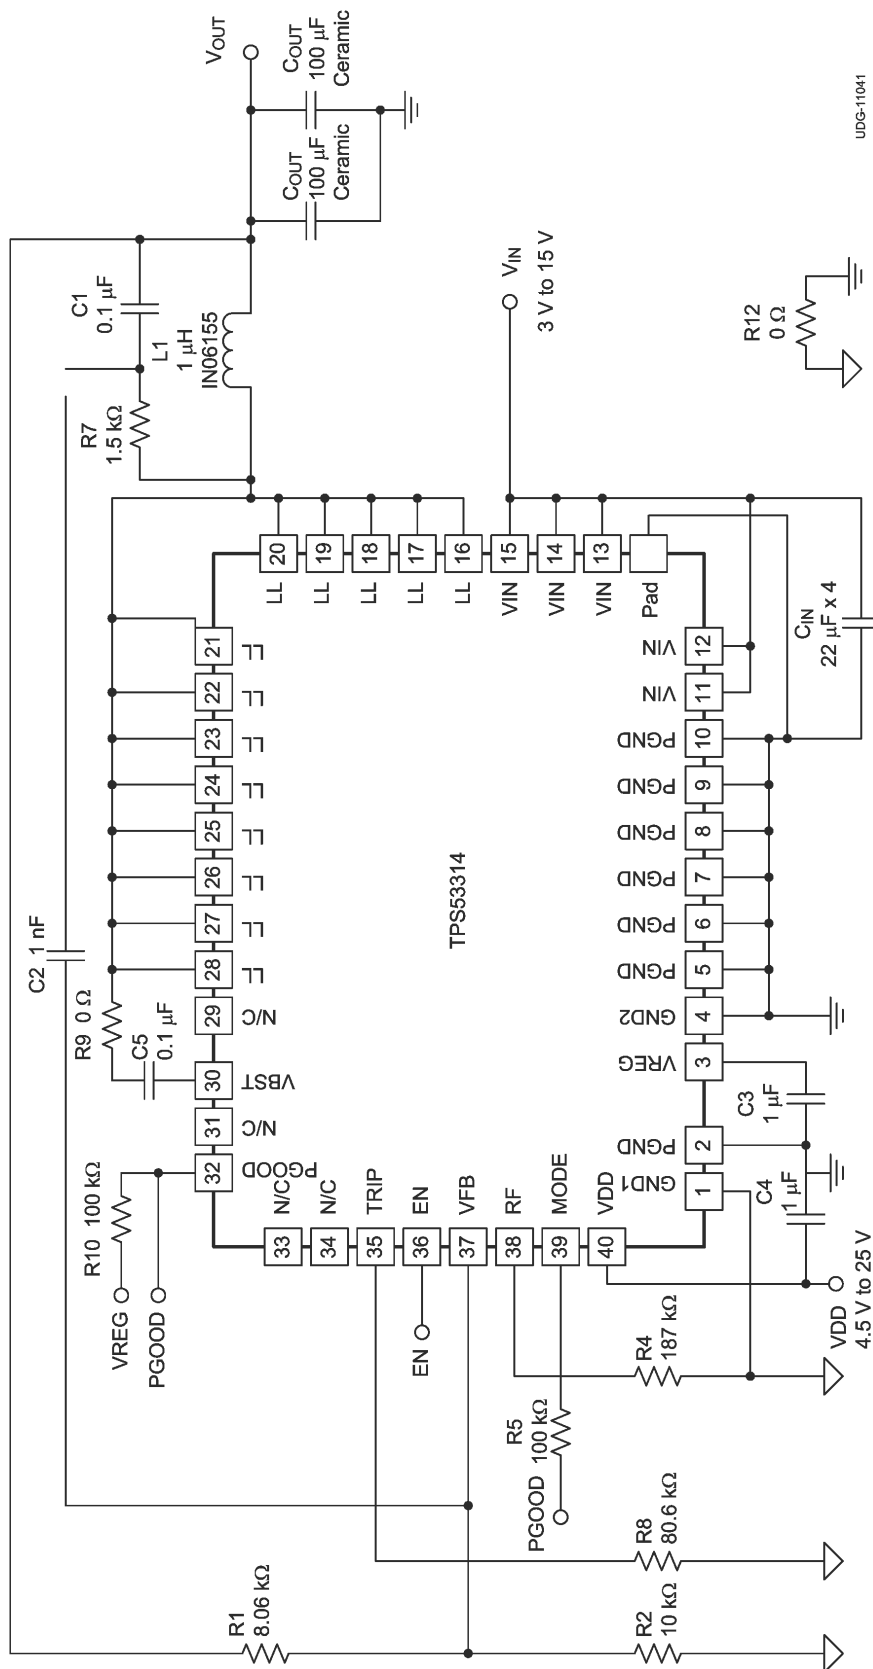 VOUT
COUT
100 µF
Ceramic
COUT
100 µF
Ceramic
UDG-11041
C1
0.1 µF
L1
1 µH
IN06155
R7
1.5 kΩ
VIN
3 V to 15 V
R12
0 Ω
20
19
18
17
16
15
14
13
LL
LL
LL
LL
LL
VIN
VIN
VIN
Pad
21
LL
22
LL
23
LL
24
LL
25
LL
26
LL
27
LL
28
LL
29
N/C
30
VBST
31
N/C
32
PGOOD
TPS53314
VIN
12
VIN
11
PGND
10
PGND
9
PGND
8
PGND
7
PGND
6
PGND
5
GND2
4
VREG
3
PGND
2
GND1
1
CIN
22 µF x 4
C2 1 nF
R9 0 Ω
C5
0.1 µF
C3
1 µF
C4
1 µF
R10 100 kΩ
VREG
PGOOD
N/C
N/C
TRIP
EN
VFB
RF
MODE
VDD
33
34
35
36
37
38
39
40
EN
R5
100 kΩ
PGOOD
R4
187 kΩ
VDD
4.5 V to 25 V
R8
80.6 kΩ
R1
8.06 kΩ
R2
10 kΩ